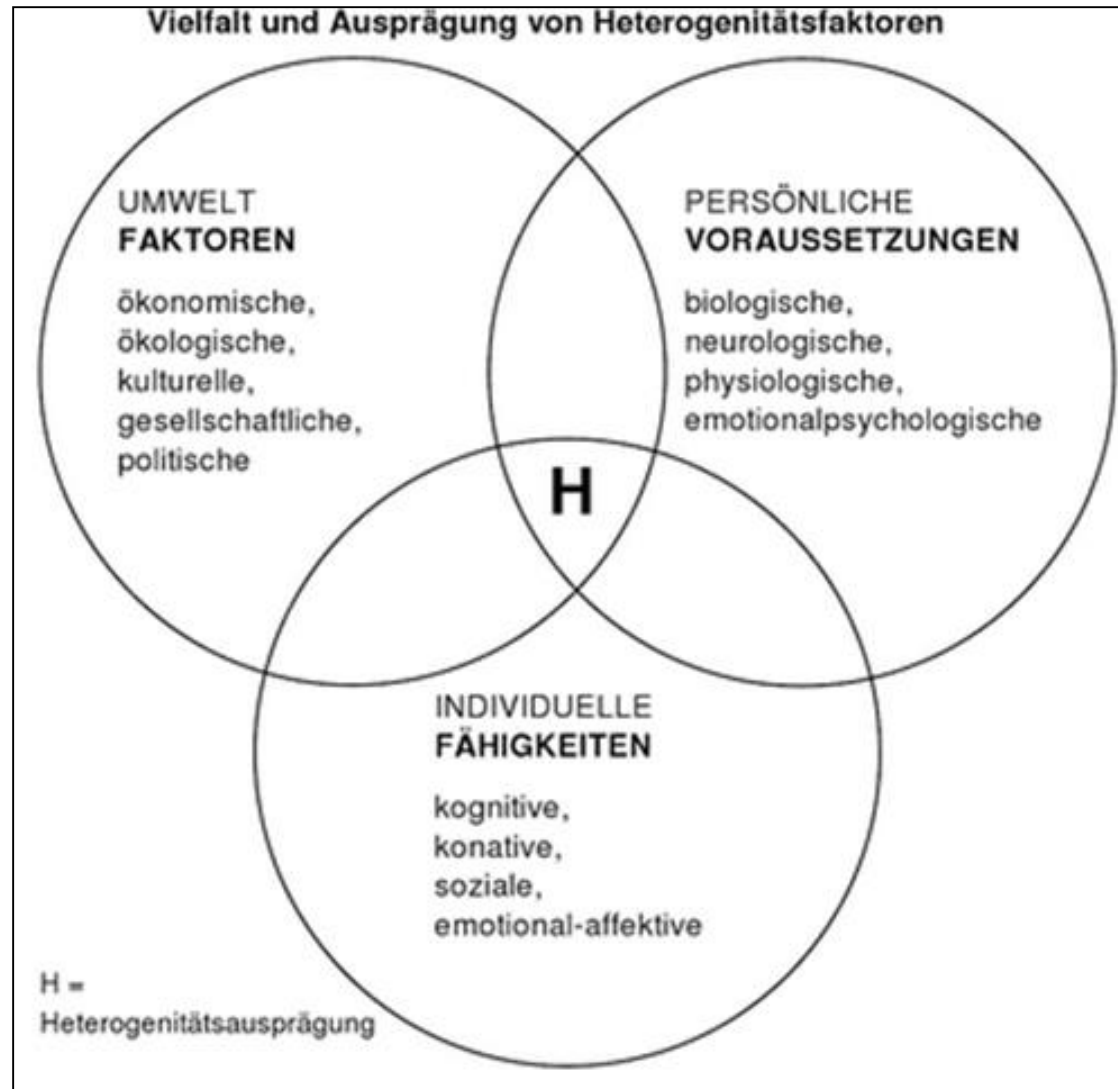 Vielfalt und Ausprägung von Heterogenitätsfaktoren
UMWELT
FAKTOREN
ökonomische,
ökologische,
kulturelle,
gesellschaftliche,
politische
PERSÖNLICHE
VORAUSSETZUNGEN
biologische,
neurologische,
physiologische,
emotionalpsychologische
H
INDIVIDUELLE
FÄHIGKEITEN
kognitive,
konative,
soziale,
emotional-affektive
H =
Heterogenitätsausprägung